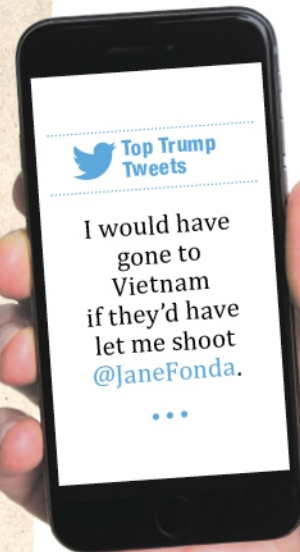 Top Trump
Tweets
I would have
gone to
Vietnam
if they'd have
let me shoot
@JaneFonda.
•••